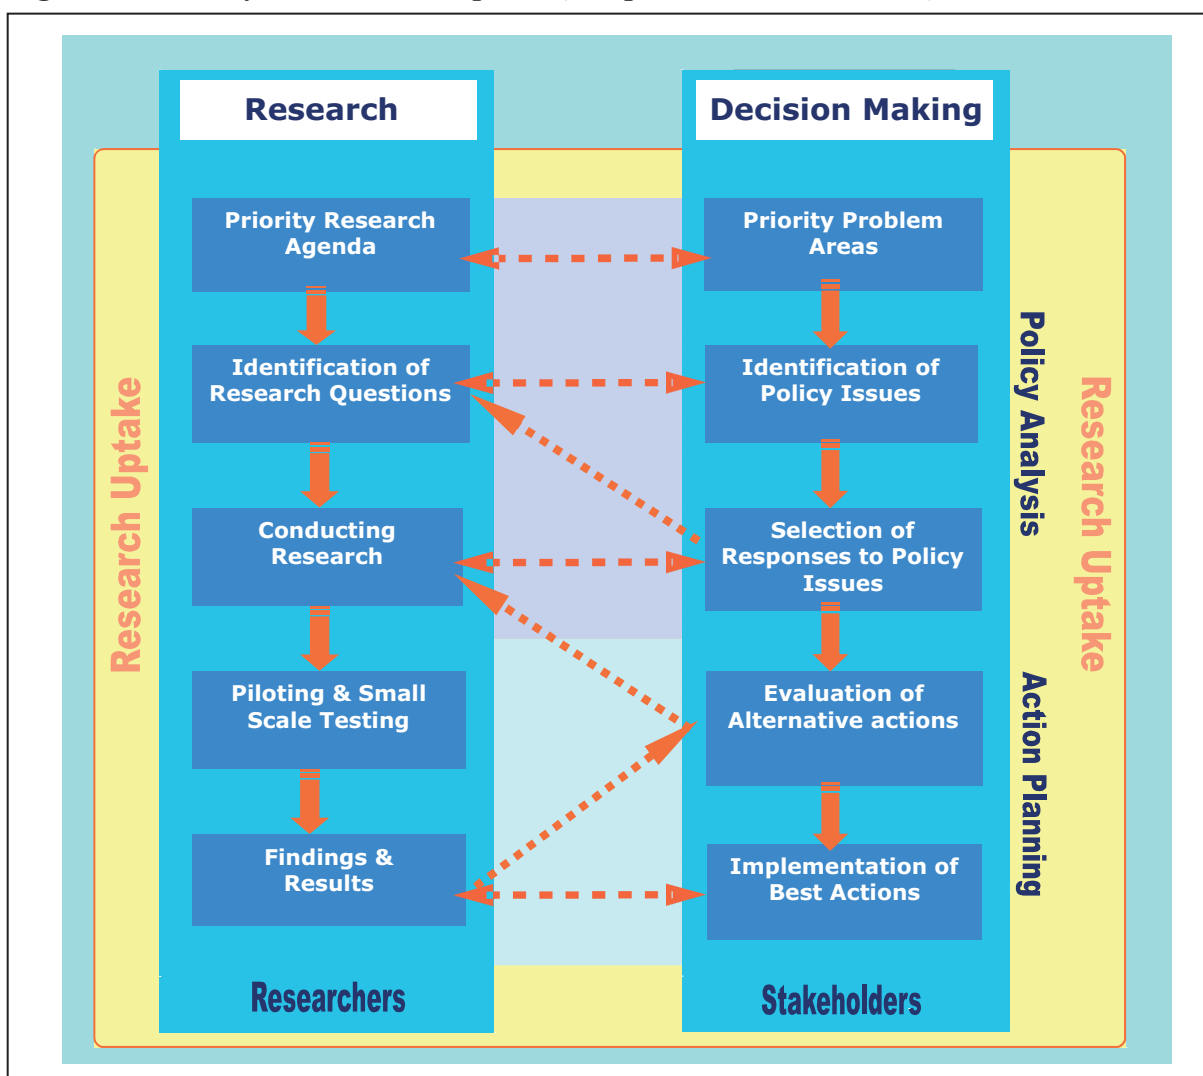 Research
Decision Making
Priority Research
Agenda
Priority Problem
Areas
Identification of
Research Questions
Identification of
Policy Issues
Conducting
Research
Selection of
Responses to Policy
Issues
Piloting & Small
Scale Testing
Evaluation of
Alternative actions
Findings &
Results
Implementation of
Best Actions
Researchers
Stakeholders
Research Uptake
Policy Analysis
Action Planning
Research Uptake